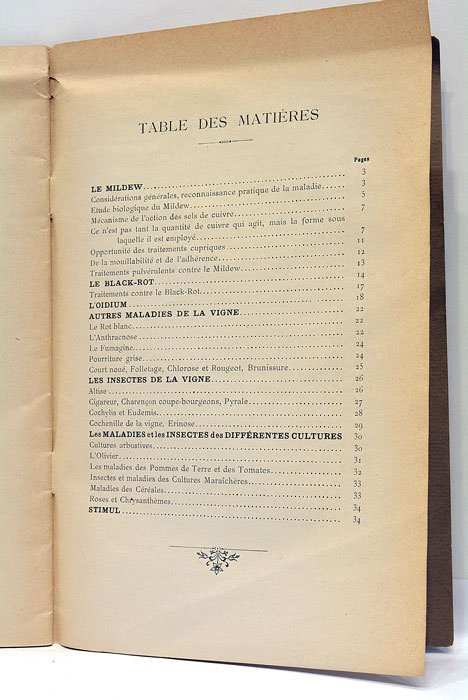 TABLE DES MATIÈRES
Pages
LE MILDEW 3
Considérations générales, reconnaissance pratique de la maladie 3
Etude biologique du Mildew 5
Mécanisme de l'action des sels de cuivre 7
Ce n'est pas tant la quantité de cuivre qui agit, mais la forme sous
laquelle il est employé 7
Opportunité des traitements cupriques 11
De la mouillabilité et de l'adhérence 12
Traitements pulvérulents contre le Mildew 13
LE BLACK-ROT 14
Traitements contre le Black-Rot 17
L'OIDIUM 18
AUTRES MALADIES DE LA VIGNE 22
Le Rot blanc 22
L'Anthracnose 22
Le Fumagine 24
Pourriture grise 24
Court noué, Folletage, Chlorose et Rougeot, Brunissure 25
LES INSECTES DE LA VIGNE 26
Altise 26
Cigareur, Charençon coupe-bourgeons, Pyrale 27
Cochylis et Eudemis 28
Cochenille de la vigne, Erinose 29
Les MALADIES et les INSECTES des DIFFÉRENTES CULTURES 30
Cultures arbustives 30
L'Olivier 31
Les maladies des Pommes de Terre et des Tomates 32
Insectes et maladies des Cultures Maraîchères 33
Maladies des Céréales 33
Roses et Chrysanthèmes 34
STIMUL 34